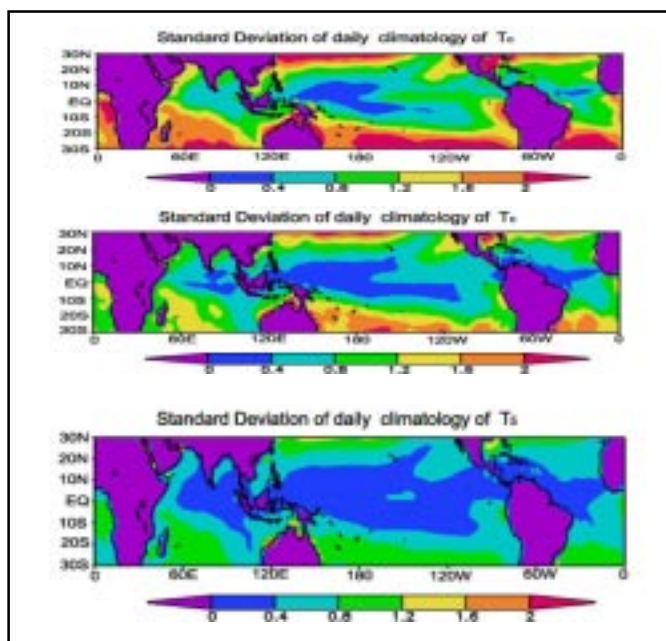 Standard Deviation of daily climatology of
30N
20N
10N
EQ
10S
20S
30S
0 60E 120E 180 120W 60W 0
0 0.4 0.8 1.2 1.6 2
Standard Deviation of daily climatology of
30N
20N
10N
EQ
10S
20S
30S
0 60E 120E 180 120W 60W 0
0 0.4 0.8 1.2 1.6 2
Standard Deviation of daily climatology of
30N
20N
10N
EQ
10S
20S
30S
0 60E 120E 180 120W 60W 0
0 0.4 0.8 1.2 1.6 2